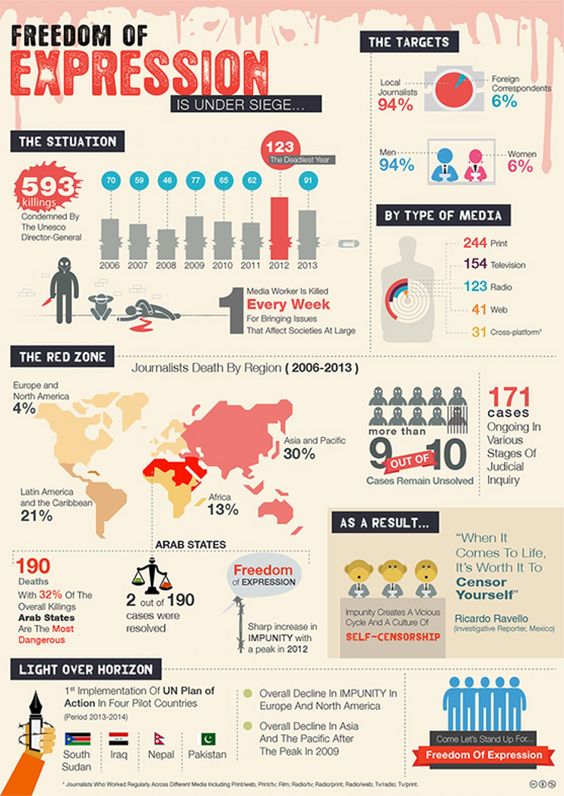 FREEDOM OF
EXPRESSION
IS UNDER SIEGE...
THE SITUATION
593
killings
Condemned By
The Unesco
Director-General
123
The Deadliest Year
70
59
46
77
65
62
91
2006 2007 2008 2009 2010 2011 2012 2013
1
Media Worker Is Killed
Every Week
For Bringing Issues
That Affect Societies At Large
THE TARGETS
Local
Journalists
94%
Foreign
Correspondents
6%
Men
94%
Women
6%
BY TYPE OF MEDIA
244 Print
154 Television
123 Radio
41 Web
31 Cross-platform¹
THE RED ZONE
Journalists Death By Region ( 2006-2013 )
Europe and
North America
4%
Asia and Pacific
30%
Latin America
and the Caribbean
21%
Africa
13%
ARAB STATES
more than
9 OUT OF 10
Cases Remain Unsolved
171
cases
Ongoing In
Various
Stages Of
Judicial
Inquiry
190
Deaths
With 32% Of The
Overall Killings
Arab States
Are The Most
Dangerous
2 out of 190
cases were
resolved
Freedom
of EXPRESSION
Sharp increase in
IMPUNITY with
a peak in 2012
AS A RESULT...
Impunity Creates A Vicious
Cycle And A Culture Of
SELF-CENSORSHIP
"When It
Comes To Life,
It's Worth It To
Censor
Yourself"
Ricardo Ravello
(Investigative Reporter, Mexico)
LIGHT OVER HORIZON
1st Implementation Of UN Plan of
Action In Four Pilot Countries
(Period 2013-2014)
South
Sudan
Iraq
Nepal
Pakistan
Overall Decline In IMPUNITY In
Europe And North America
Overall Decline In Asia
And The Pacific After
The Peak In 2009
Come Let's Stand Up For...
Freedom Of Expression
¹ Journalists Who Worked Regularly Across Different Media Including Print/web; Print/tv; Film; Radio/tv; Radio/print; Radio/web; Tv/radio; Tv/print.